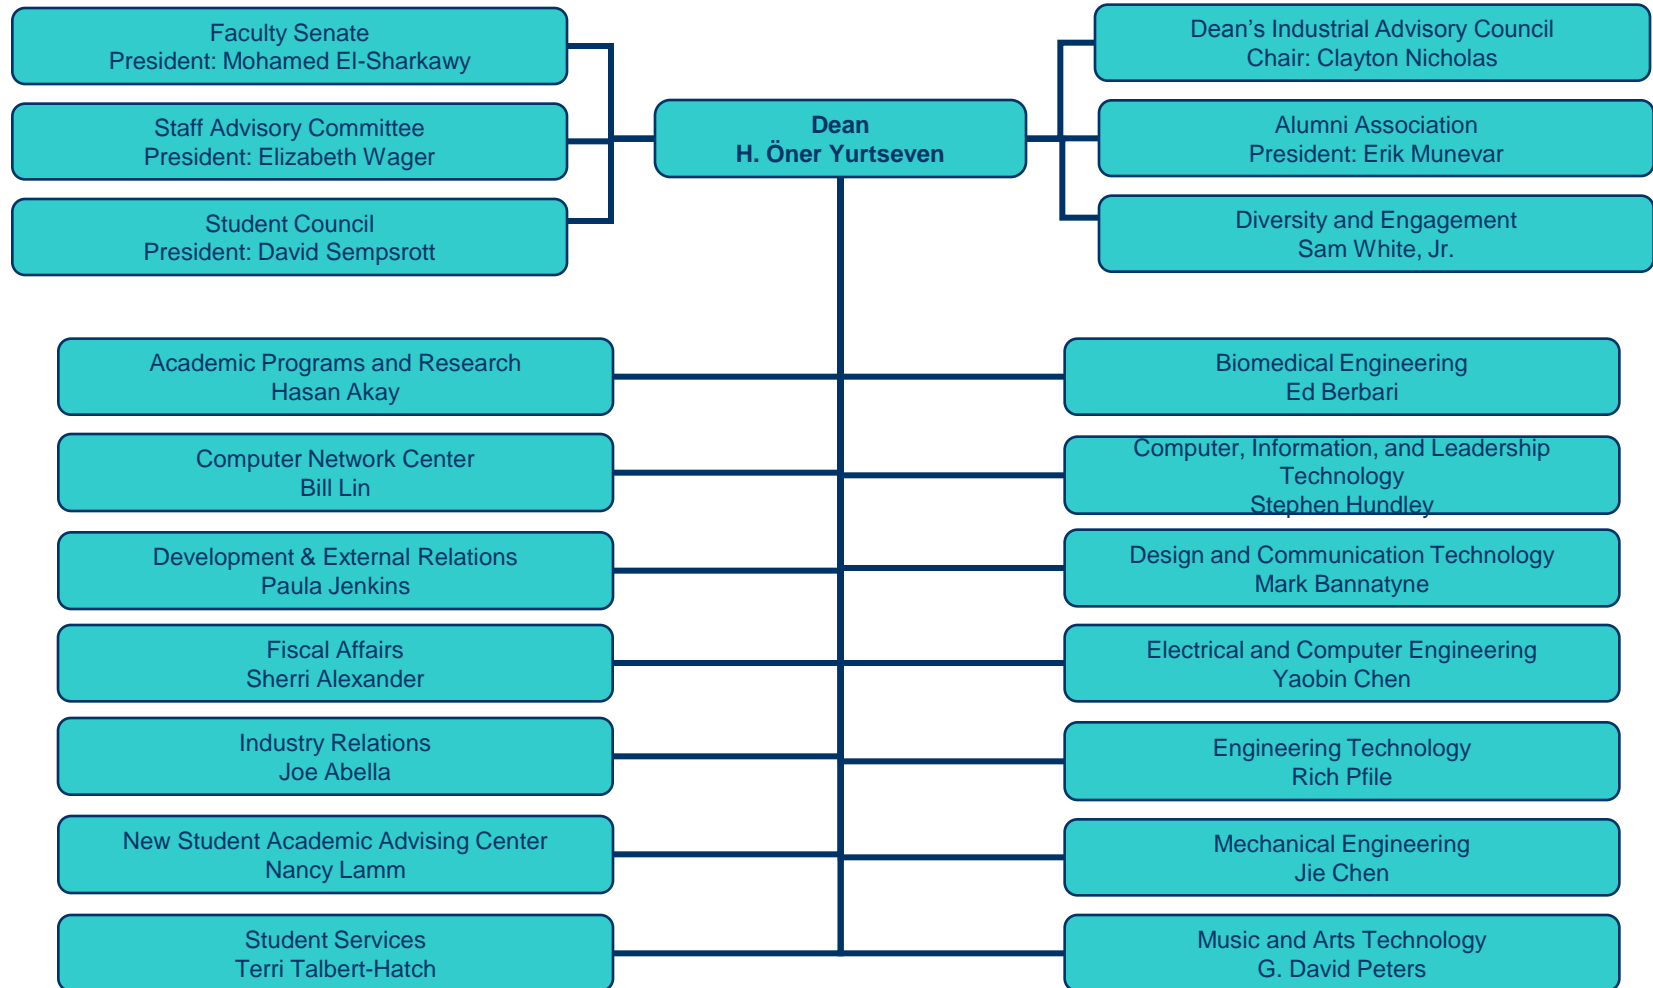 Faculty Senate
President: Mohamed El-Sharkawy
Staff Advisory Committee
President: Elizabeth Wager
Student Council
President: David Sempsrott
Dean
H. Öner Yurtseven
Dean’s Industrial Advisory Council
Chair: Clayton Nicholas
Alumni Association
President: Erik Munevar
Diversity and Engagement
Sam White, Jr.
Academic Programs and Research
Hasan Akay
Computer Network Center
Bill Lin
Development & External Relations
Paula Jenkins
Fiscal Affairs
Sherri Alexander
Industry Relations
Joe Abella
New Student Academic Advising Center
Nancy Lamm
Student Services
Terri Talbert-Hatch
Biomedical Engineering
Ed Berbari
Computer, Information, and Leadership
Technology
Stephen Hundley
Design and Communication Technology
Mark Bannatyne
Electrical and Computer Engineering
Yaobin Chen
Engineering Technology
Rich Pfile
Mechanical Engineering
Jie Chen
Music and Arts Technology
G. David Peters